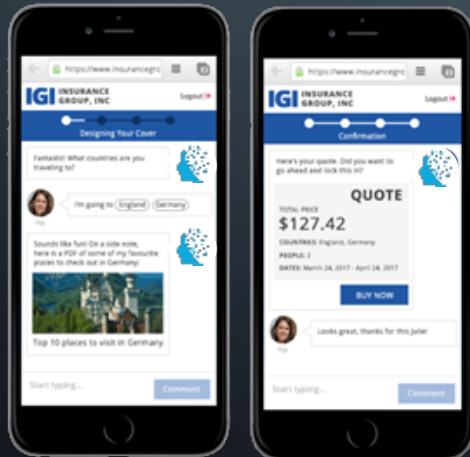 https://www.insurancegro
IGI INSURANCE
GROUP, INC
Logout
Designing Your Cover
Fantastic! What countries are you
traveling to?
I'm going to England Germany
Flip
Sounds like fun! On a side note,
here is a PDF of some of my favourite
places to check out in Germany:
Top 10 places to visit in Germany
Start typing...
Comment
https://www.insurancegro
IGI INSURANCE
GROUP, INC
Logout
Confirmation
Here's your quote. Did you want to
go ahead and lock this in?
QUOTE
TOTAL PRICE
$127.42
COUNTRIES: England, Germany
PEOPLE: 2
DATES: March 24, 2017 - April 24, 2017
BUY NOW
Looks great, thanks for this Julie!
Flip
Start typing...
Comment